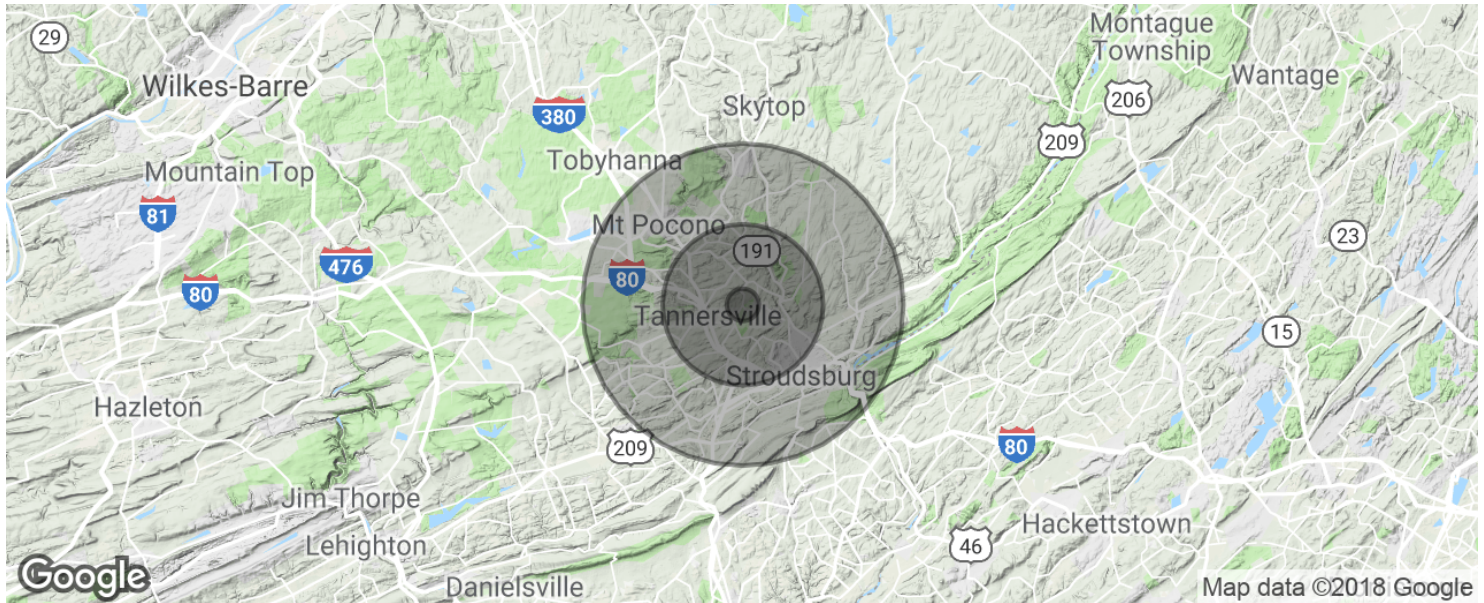 29
Wilkes-Barre
Montague
Township
Wantage
206
380
Skytop
209
Tobyhanna
Mountain Top
81
Mt Pocono
23
191
476
80
80
Tannersville
15
Stroudsburg
Hazleton
209
80
Jim Thorpe
Hackettstown
Lehighton
46
Danielsville
Google
Map data ©2018 Google